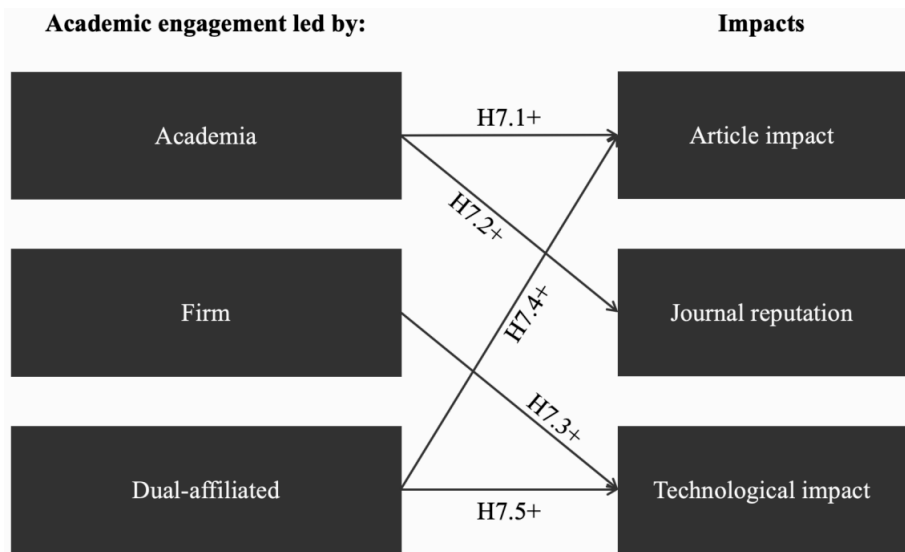 Academic engagement led by:
Impacts
Academia
H7.1+
Article impact
H7.2+
Firm
H7.4+
Journal reputation
H7.3+
Dual-affiliated
H7.5+
Technological impact